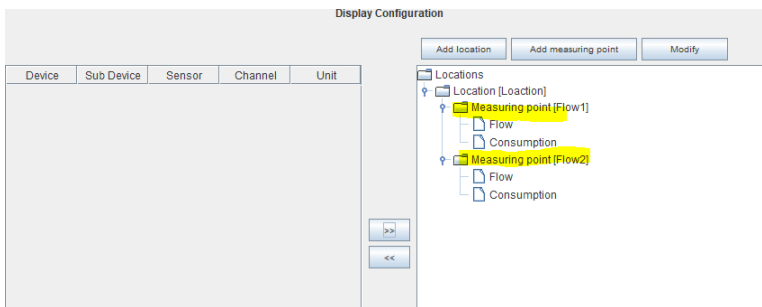 Display Configuration
Add location Add measuring point Modify
Device Sub Device Sensor Channel Unit
Locations
Location [Loaction]
Measuring point [Flow1]
Flow
Consumption
Measuring point [Flow2]
Flow
Consumption
>>
<<